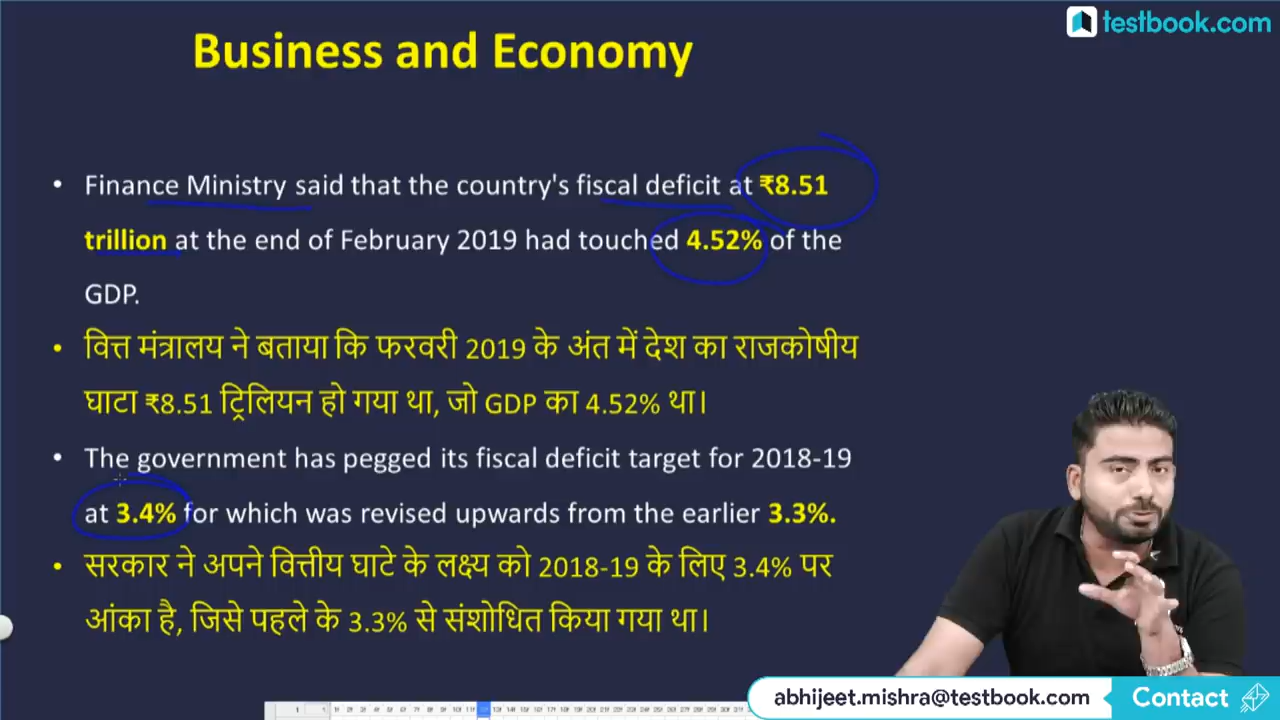 testbook.com
Business and Economy
• Finance Ministry said that the country's fiscal deficit at ₹8.51
trillion at the end of February 2019 had touched 4.52% of the
GDP.
• वित्त मंत्रालय ने बताया कि फरवरी 2019 के अंत में देश का राजकोषीय
घाटा ₹8.51 ट्रिलियन हो गया था, जो GDP का 4.52% था।
• The government has pegged its fiscal deficit target for 2018-19
at 3.4% for which was revised upwards from the earlier 3.3%.
• सरकार ने अपने वित्तीय घाटे के लक्ष्य को 2018-19 के लिए 3.4% पर
आंका है, जिसे पहले के 3.3% से संशोधित किया गया था।
abhijeet.mishra@testbook.com Contact